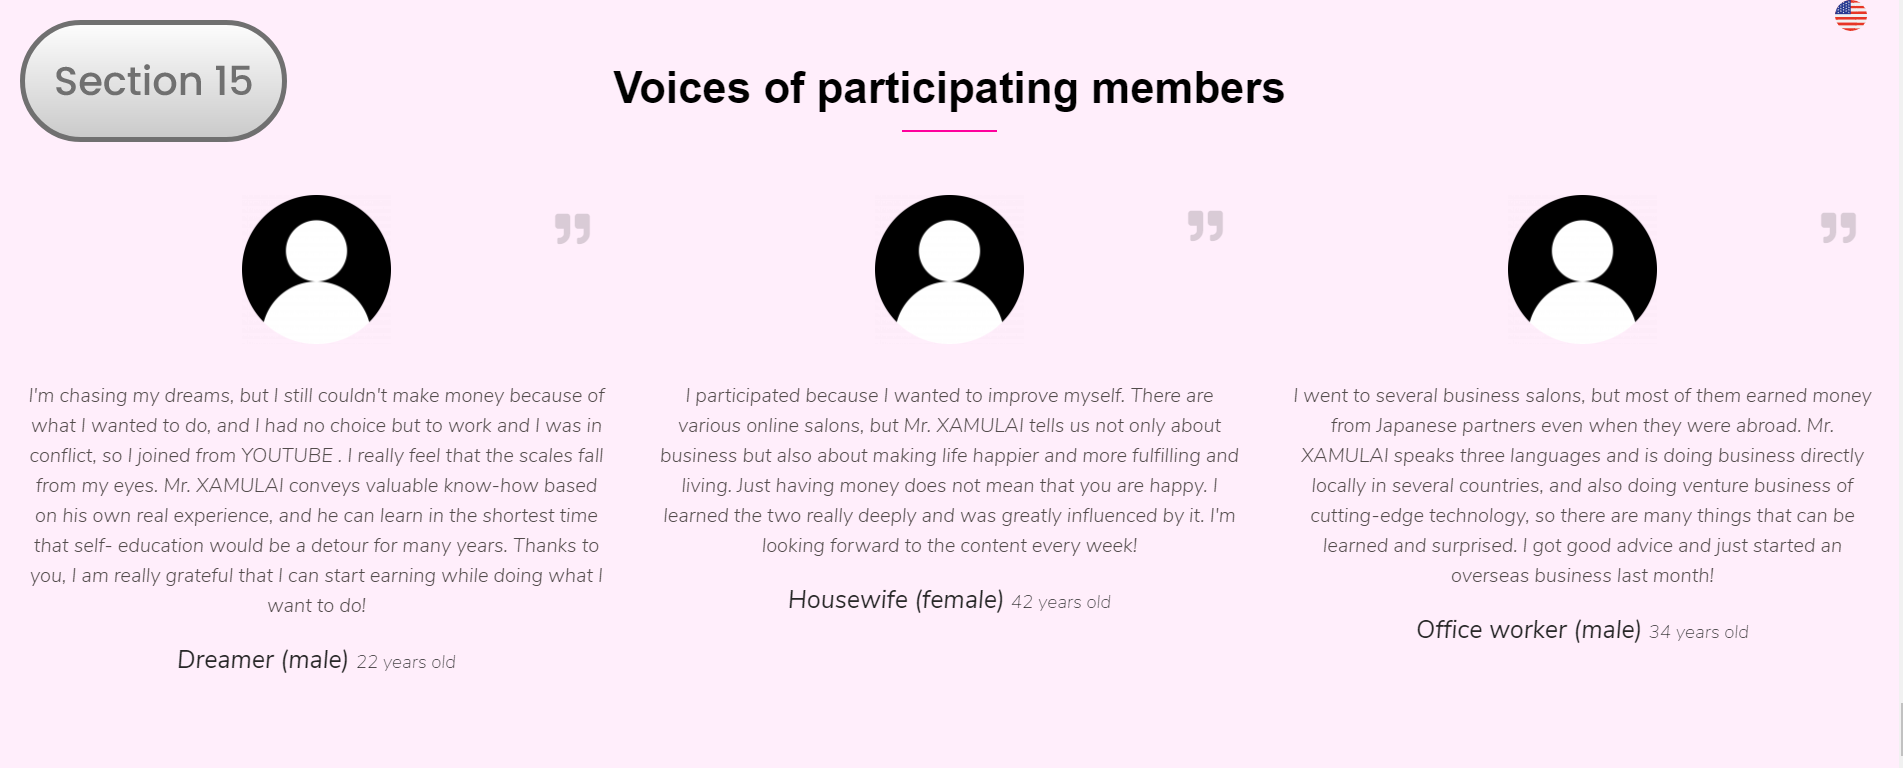 Section 15
Voices of participating members
I'm chasing my dreams, but I still couldn't make money because of
what I wanted to do, and I had no choice but to work and I was in
conflict, so I joined from YOUTUBE . I really feel that the scales fall
from my eyes. Mr. XAMULAI conveys valuable know-how based
on his own real experience, and he can learn in the shortest time
that self- education would be a detour for many years. Thanks to
you, I am really grateful that I can start earning while doing what I
want to do!
Dreamer (male) 22 years old
I participated because I wanted to improve myself. There are
various online salons, but Mr. XAMULAI tells us not only about
business but also about making life happier and more fulfilling and
living. Just having money does not mean that you are happy. I
learned the two really deeply and was greatly influenced by it. I'm
looking forward to the content every week!
Housewife (female) 42 years old
I went to several business salons, but most of them earned money
from Japanese partners even when they were abroad. Mr.
XAMULAI speaks three languages and is doing business directly
locally in several countries, and also doing venture business of
cutting-edge technology, so there are many things that can be
learned and surprised. I got good advice and just started an
overseas business last month!
Office worker (male) 34 years old